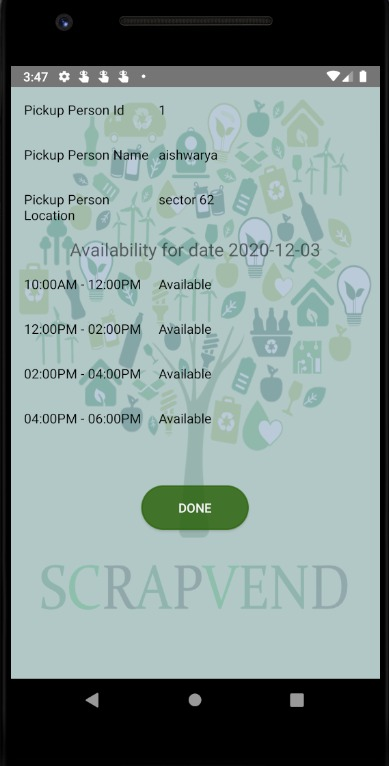 3:47
Pickup Person Id 1
Pickup Person Name aishwarya
Pickup Person sector 62
Location
Availability for date 2020-12-03
10:00AM - 12:00PM Available
12:00PM - 02:00PM Available
02:00PM - 04:00PM Available
04:00PM - 06:00PM Available
DONE
SCRAPVEND